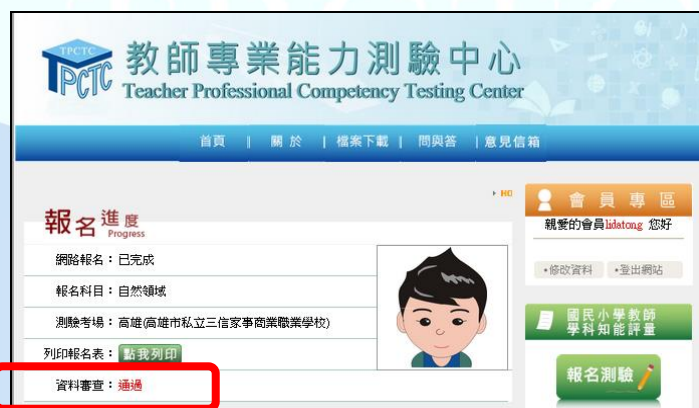 TPCTC
TPCTC
教師專業能力測驗中心
Teacher Professional Competency Testing Center
首頁 | 關於 | 檔案下載 | 問與答 | 意見信箱
報名進度
Progress
會員專區
親愛的會員lidatong 您好
•修改資料 •登出網站
網路報名：已完成
報名科目：自然領域
測驗考場：高雄(高雄市私立三信家事商業職業學校)
列印報名表：點我列印
資料審查：通過
國民小學教師
學科知能評量
報名測驗